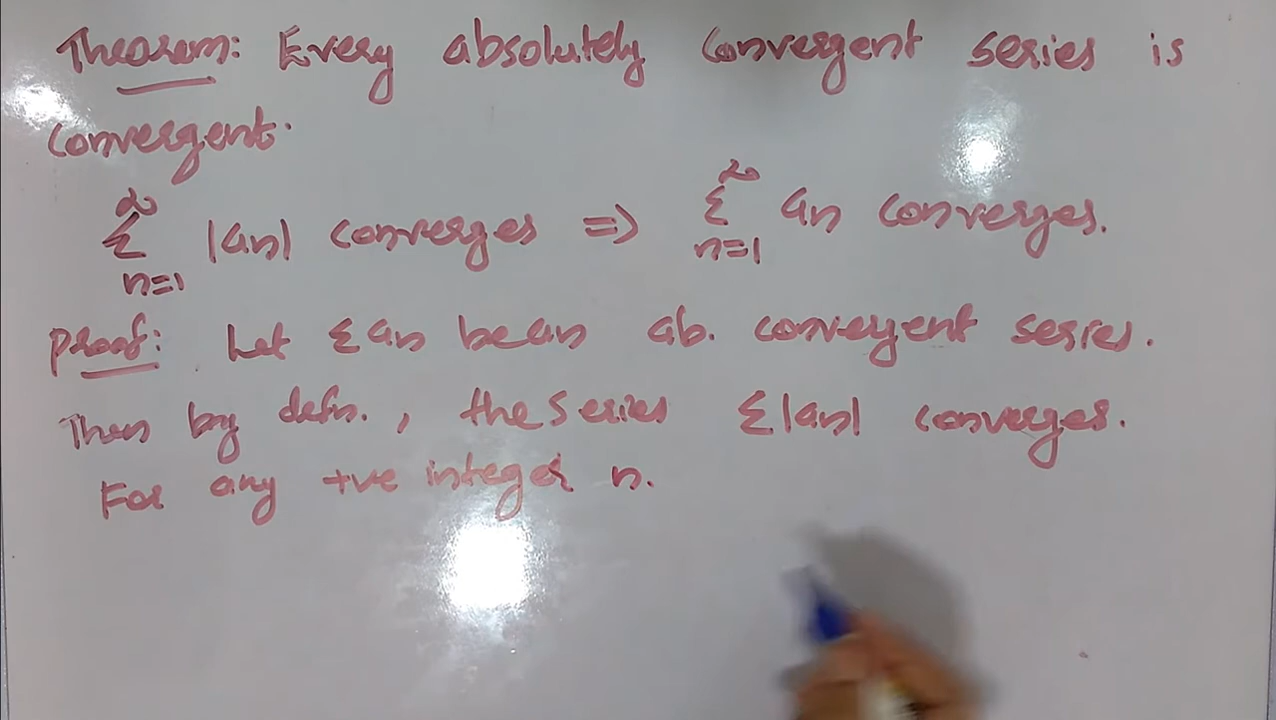 Theorem: Every absolutely convergent series is
convergent.
∞∑n=1 |an| converges => ∞∑n=1 an converges.
Proof: Let Σan be an ab. convergent series.
Then by defn., the series Σ|an| converges.
For any +ve integer n.